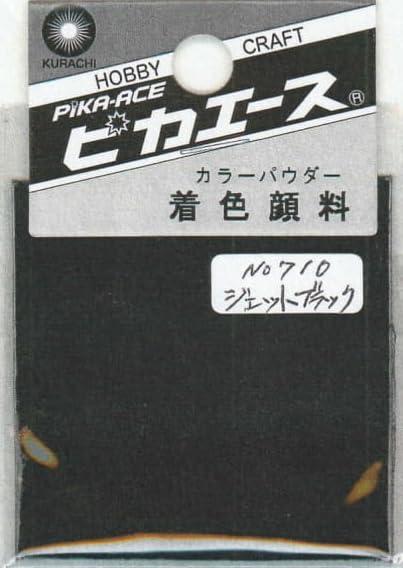 KURACHI
HOBBY CRAFT
PIKA-ACE
ピカエース®
カラーパウダー
着色顔料
No710
ジェットブラック